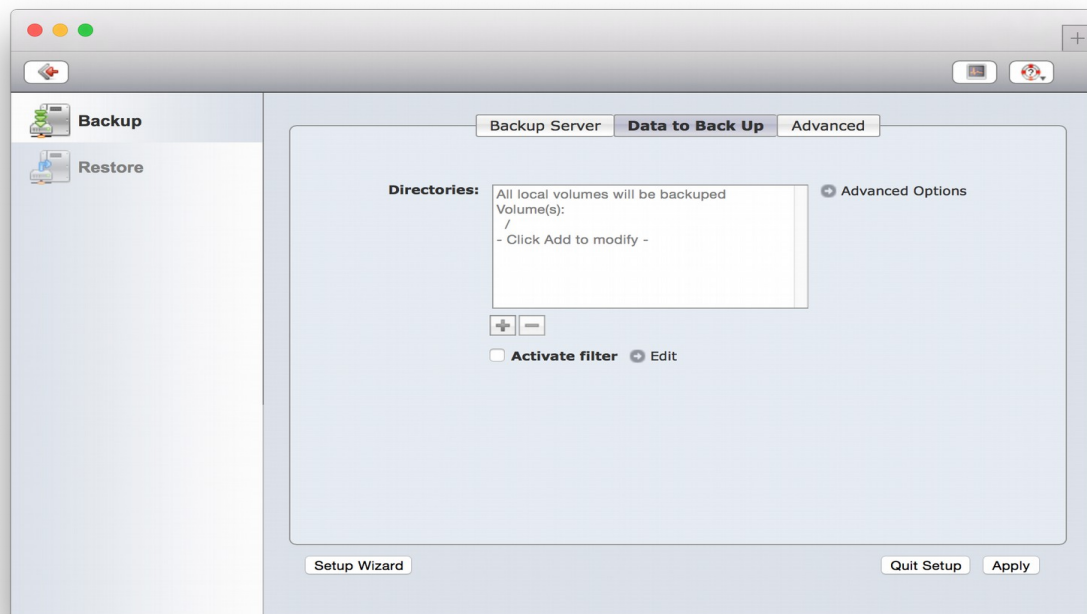 Backup
Restore
Backup Server
Data to Back Up
Advanced
Directories:
All local volumes will be backuped
Volume(s):
/
- Click Add to modify -
Advanced Options
Activate filter
Edit
Setup Wizard
Quit Setup
Apply